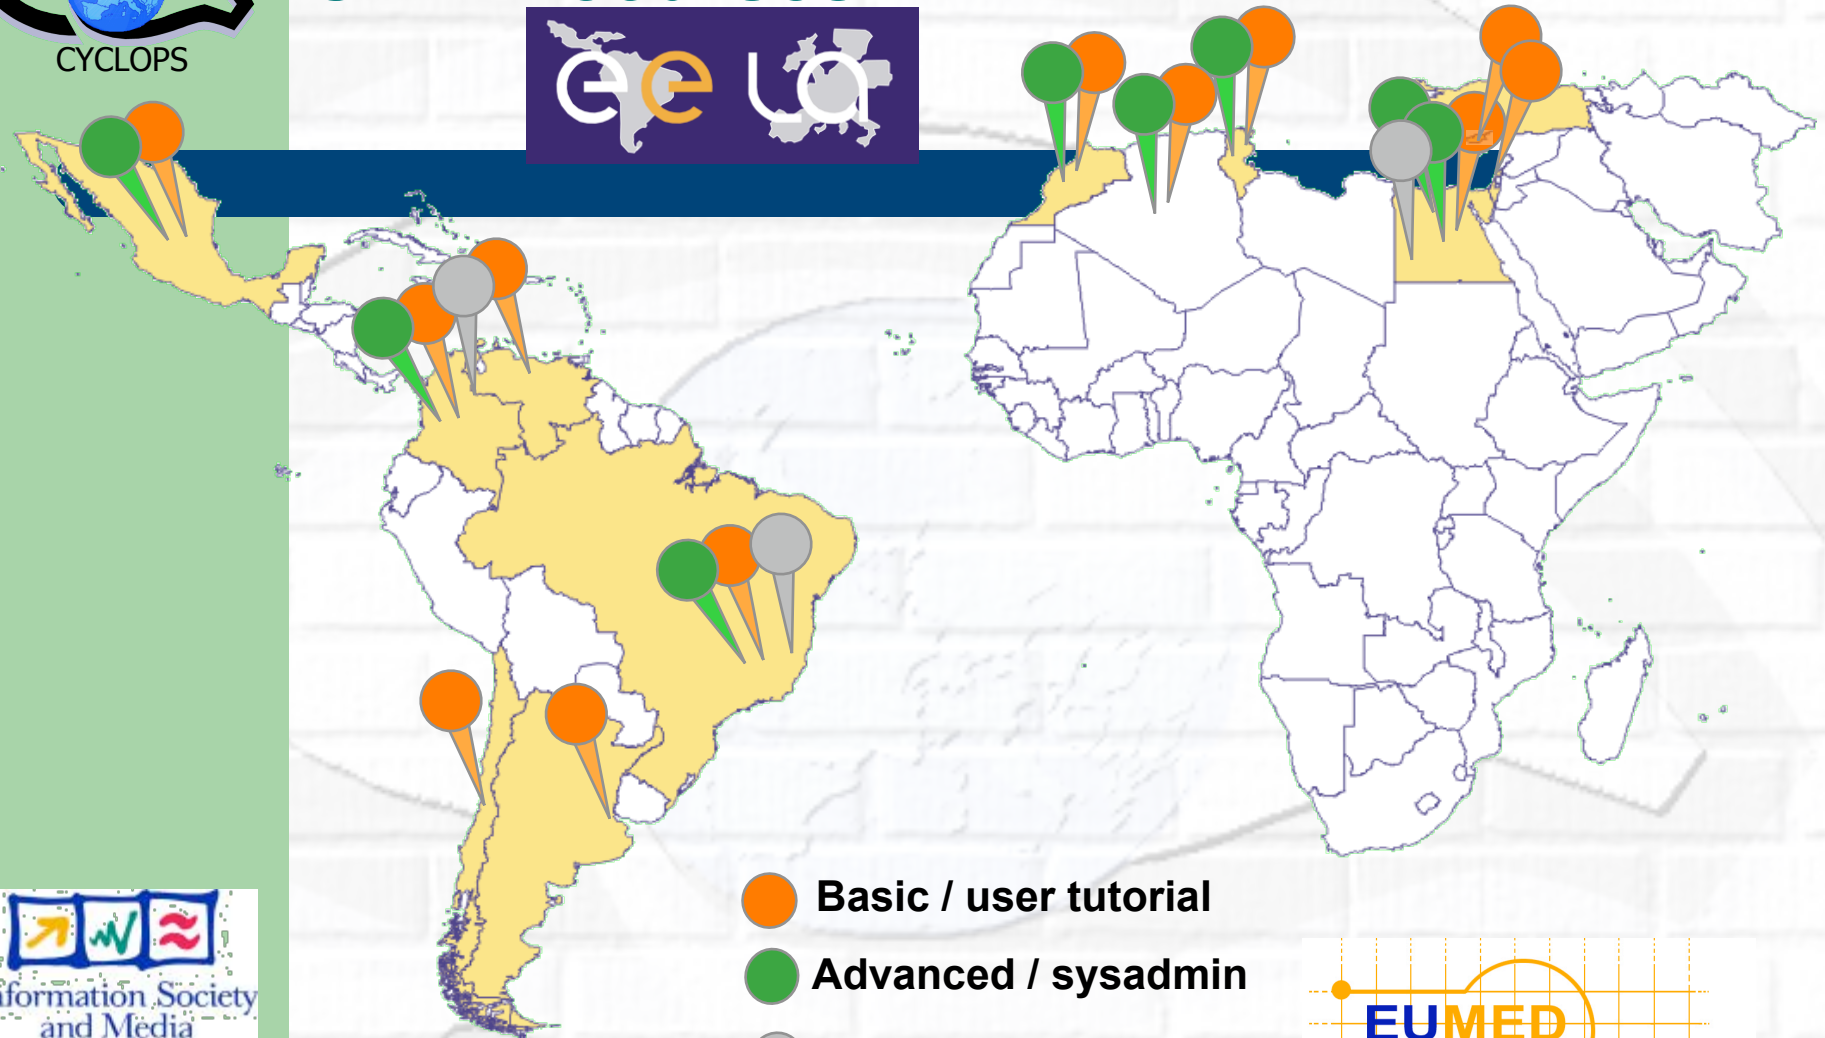 CYCLOPS
ee La
Basic / user tutorial
Advanced / sysadmin
formation Society
and Media
EUMED